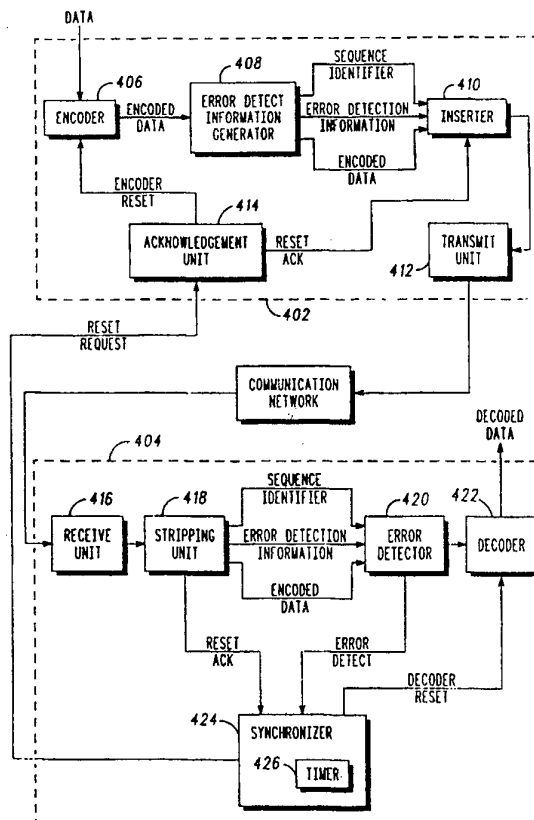 DATA
406
ENCODER
ENCODED
DATA
408
ERROR DETECT
INFORMATION
GENERATOR
SEQUENCE
IDENTIFIER
ERROR DETECTION
INFORMATION
ENCODED
DATA
410
INSERTER
ENCODER
RESET
414
ACKNOWLEDGEMENT
UNIT
RESET
ACK
TRANSMIT
UNIT
412
402
RESET
REQUEST
COMMUNICATION
NETWORK
DECODED
DATA
404
416
RECEIVE
UNIT
418
STRIPPING
UNIT
SEQUENCE
IDENTIFIER
ERROR DETECTION
INFORMATION
ENCODED
DATA
420
ERROR
DETECTOR
422
DECODER
RESET
ACK
ERROR
DETECT
DECODER
RESET
424
SYNCHRONIZER
426
TIMER